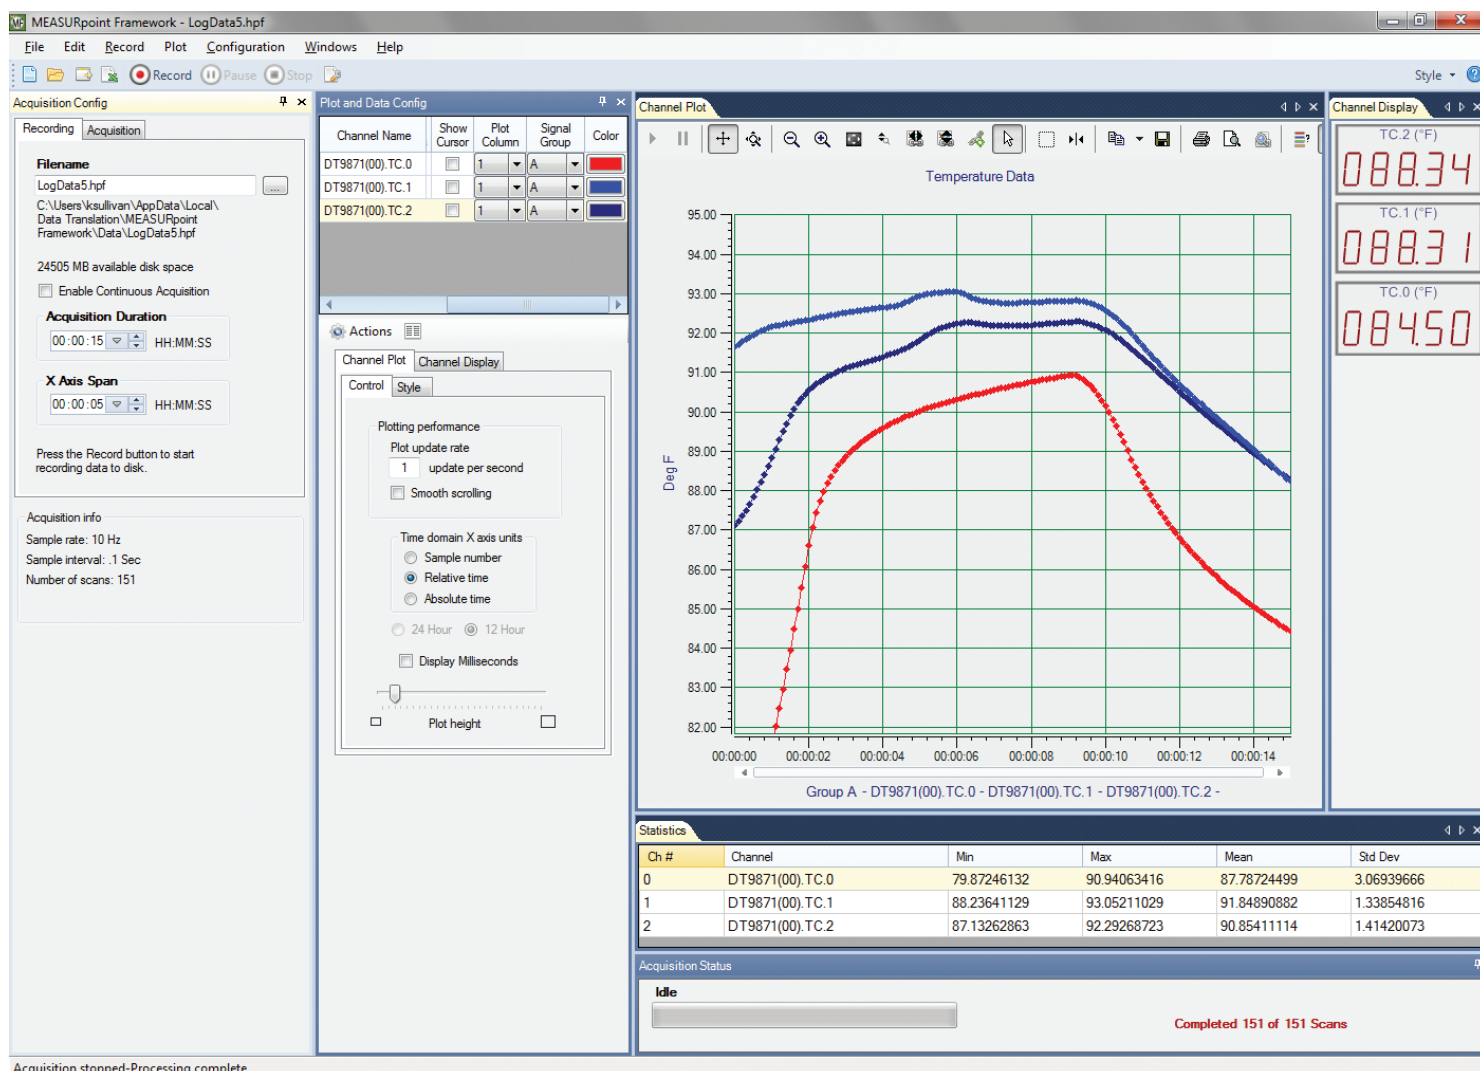 MEASURpoint Framework - LogData5.hpf
File Edit Record Plot Configuration Windows Help
Record Pause Stop Style
Acquisition Config
Recording Acquisition
Filename
LogData5.hpf ...
C:\Users\ksullivan\AppData\Local\
Data Translation\MEASURpoint
Framework\Data\LogData5.hpf
24505 MB available disk space
Enable Continuous Acquisition
Acquisition Duration
00:00:15 HH:MM:SS
X Axis Span
00:00:05 HH:MM:SS
Press the Record button to start
recording data to disk.
Acquisition info
Sample rate: 10 Hz
Sample interval: .1 Sec
Number of scans: 151
Plot and Data Config
Channel Name Show Cursor Plot Column Signal Group Color
DT9871(00).TC.0 1 A
DT9871(00).TC.1 1 A
DT9871(00).TC.2 1 A
Actions
Channel Plot Channel Display
Control Style
Plotting perfomance
Plot update rate
1 update per second
Smooth scrolling
Time domain X axis units
Sample number
Relative time
Absolute time
24 Hour 12 Hour
Display Milliseconds
Plot height
Channel Plot
Temperature Data
95.00
94.00
93.00
92.00
91.00
90.00
89.00
88.00
87.00
86.00
85.00
84.00
83.00
82.00
Deg F
00:00:00 00:00:02 00:00:04 00:00:06 00:00:08 00:00:10 00:00:12 00:00:14
Group A - DT9871(00).TC.0 - DT9871(00).TC.1 - DT9871(00).TC.2 -
Channel Display
TC.2 (°F)
088.34
TC.1 (°F)
088.31
TC.0 (°F)
084.50
Statistics
Ch # Channel Min Max Mean Std Dev
0 DT9871(00).TC.0 79.87246132 90.94063416 87.78724499 3.06939666
1 DT9871(00).TC.1 88.23641129 93.05211029 91.84890882 1.33854816
2 DT9871(00).TC.2 87.13262863 92.29268723 90.85411114 1.41420073
Acquisition Status
Idle
Completed 151 of 151 Scans
Acquisition stopped-Processing complete